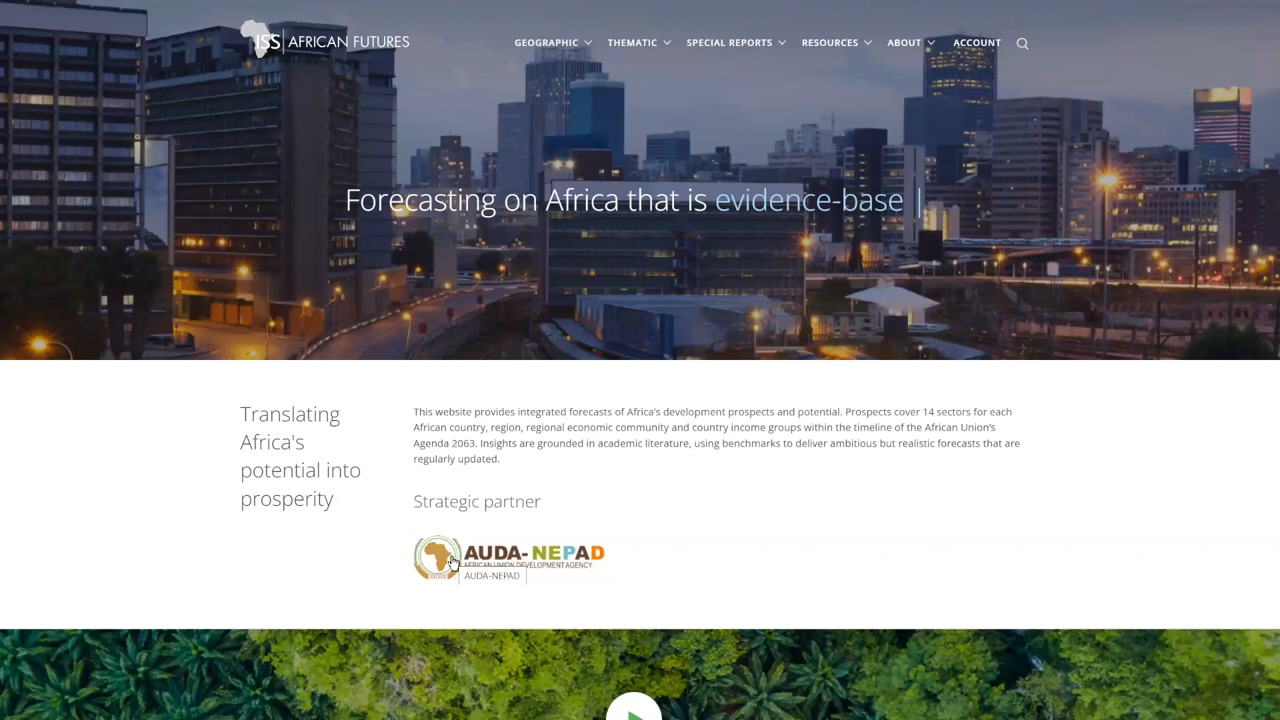 ISS AFRICAN FUTURES
GEOGRAPHIC THEMATIC SPECIAL REPORTS RESOURCES ABOUT ACCOUNT
Forecasting on Africa that is evidence-base |
Translating
Africa's
potential into
prosperity
This website provides integrated forecasts of Africa's development prospects and potential. Prospects cover 14 sectors for each
African country, region, regional economic community and country income groups within the timeline of the African Union's
Agenda 2063. Insights are grounded in academic literature, using benchmarks to deliver ambitious but realistic forecasts that are
regularly updated.
Strategic partner
AUDA-NEPAD
AFRICAN UNION DEVELOPMENT AGENCY
AUDA-NEPAD